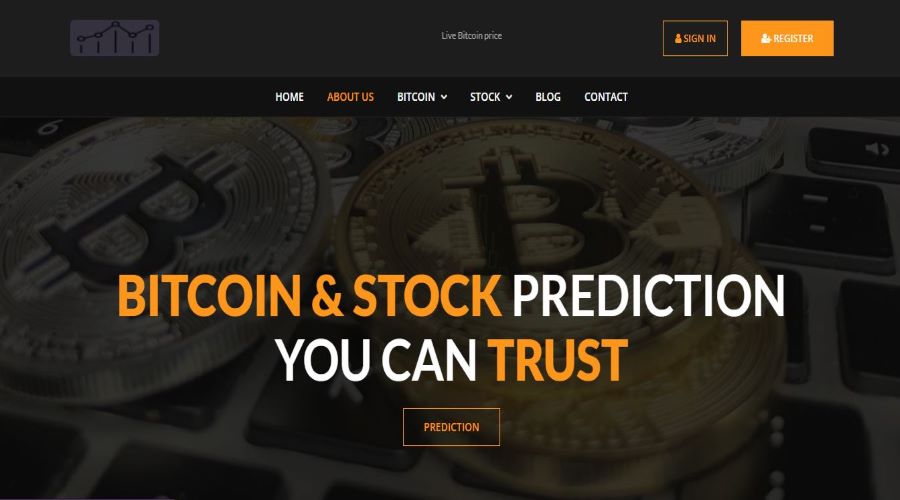 Live Bitcoin price
SIGN IN
REGISTER
HOME
ABOUT US
BITCOIN
STOCK
BLOG
CONTACT
BITCOIN & STOCK PREDICTION
YOU CAN TRUST
PREDICTION